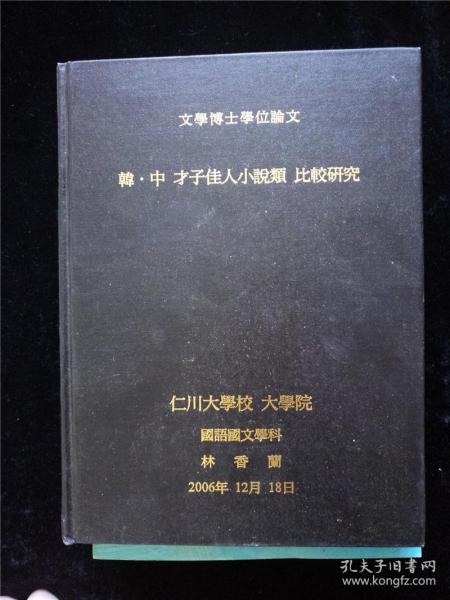 文學博士學位論文
韓·中 才子佳人小說類 比較硏究
仁川大學校 大學院
國語國文學科
林香蘭
2006年 12月 18日
孔夫子旧书网
www.kongfz.com